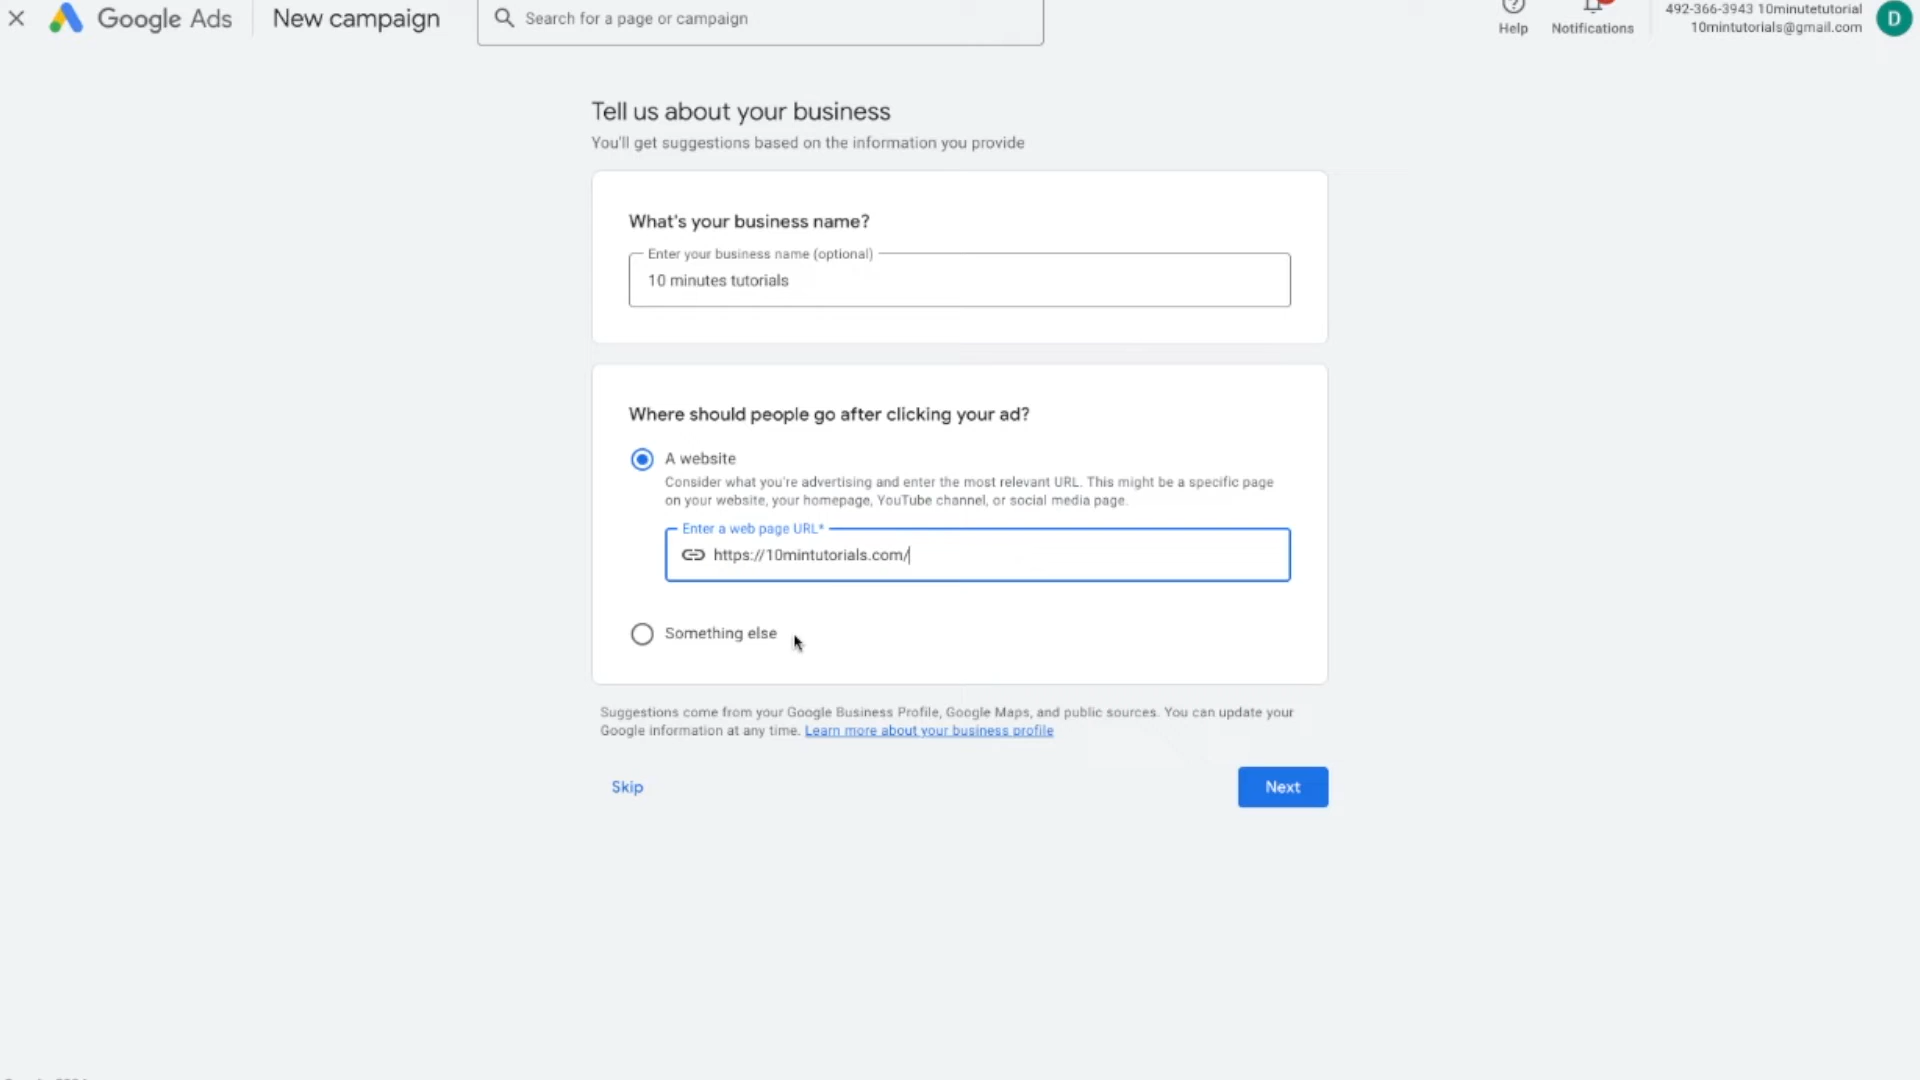 Google Ads
New campaign
Search for a page or campaign
Help
Notifications
492-366-3943 10minutetutorial
10mintutorials@gmail.com
D
Tell us about your business
You'll get suggestions based on the information you provide
What's your business name?
Enter your business name (optional)
10 minutes tutorials
Where should people go after clicking your ad?
A website
Consider what you're advertising and enter the most relevant URL. This might be a specific page
on your website, your homepage, YouTube channel, or social media page.
Enter a web page URL*
https://10mintutorials.com/
Something else
Suggestions come from your Google Business Profile, Google Maps, and public sources. You can update your
Google information at any time. Learn more about your business profile
Skip
Next